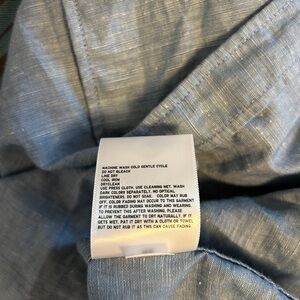 MACHINE WASH COLD GENTLE CYCLE
DO NOT BLEACH
LINE DRY
COOL IRON
DRYCLEAN
USE PRESS CLOTH. USE CLEANING NET. WASH
DARK COLORS SEPARATELY. NO OPTICAL
BRIGHTENERS. DO NOT SOAK. COLOR MAY RUB
OFF. COLOR FADING MAY OCCUR TO THIS GARMENT
IF IT IS RUBBED DURING WASHING AND WEARING.
TO PREVENT THIS AFTER WASHING, PLEASE
ALLOW THE GARMENT TO DRY NATURALLY. IF IT
GETS WET, PAT IT DRY WITH A CLOTH OR TOWEL
BUT DO NOT RUB IT AS THIS CAN CAUSE FADING